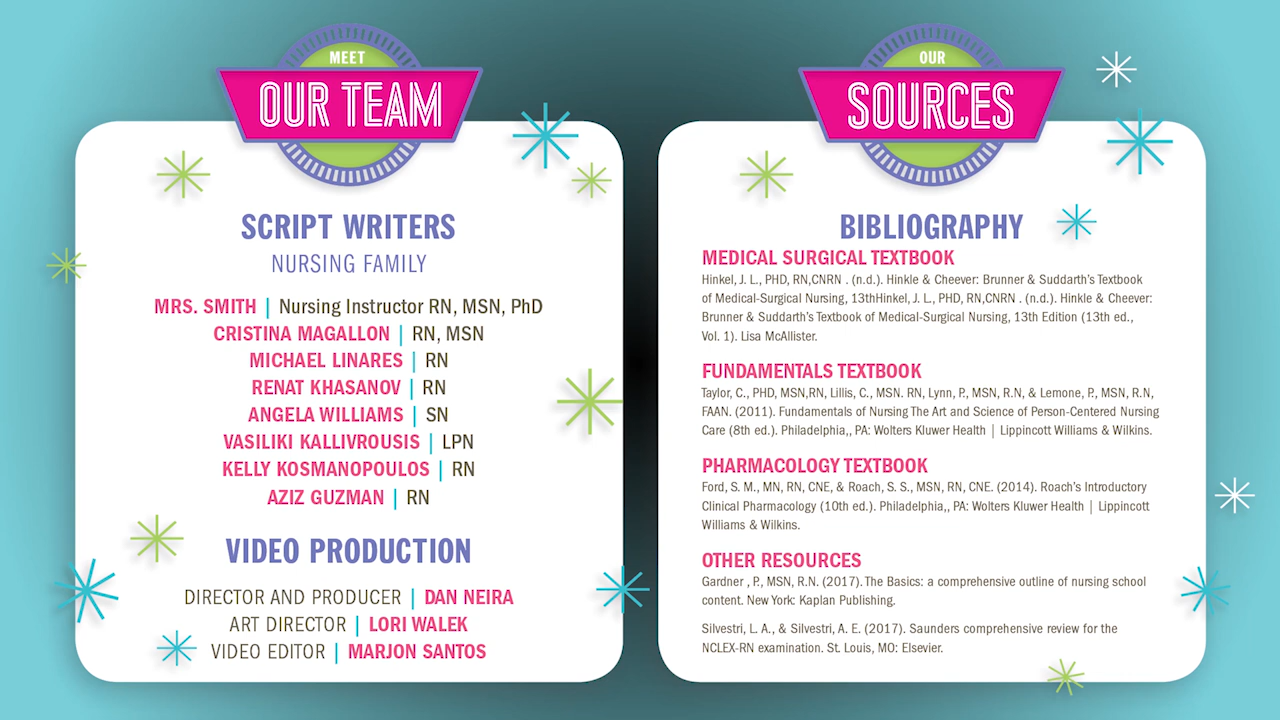 MEET
OUR TEAM
SCRIPT WRITERS
NURSING FAMILY
MRS. SMITH | Nursing Instructor RN, MSN, PhD
CRISTINA MAGALLON | RN, MSN
MICHAEL LINARES | RN
RENAT KHASANOV | RN
ANGELA WILLIAMS | SN
VASILIKI KALLIVROUSIS | LPN
KELLY KOSMANOPOULOS | RN
AZIZ GUZMAN | RN
VIDEO PRODUCTION
DIRECTOR AND PRODUCER | DAN NEIRA
ART DIRECTOR | LORI WALEK
VIDEO EDITOR | MARJON SANTOS
OUR
SOURCES
BIBLIOGRAPHY
MEDICAL SURGICAL TEXTBOOK
Hinkel, J. L., PHD, RN,CNRN . (n.d.). Hinkle & Cheever: Brunner & Suddarth's Textbook
of Medical-Surgical Nursing, 13thHinkel, J. L., PHD, RN,CNRN . (n.d.). Hinkle & Cheever:
Brunner & Suddarth's Textbook of Medical-Surgical Nursing, 13th Edition (13th ed.,
Vol. 1). Lisa McAllister.
FUNDAMENTALS TEXTBOOK
Taylor, C., PHD, MSN,RN, Lillis, C., MSN. RN, Lynn, P., MSN, R.N, & Lemone, P., MSN, R.N,
FAAN. (2011). Fundamentals of Nursing The Art and Science of Person-Centered Nursing
Care (8th ed.). Philadelphia,, PA: Wolters Kluwer Health | Lippincott Williams & Wilkins.
PHARMACOLOGY TEXTBOOK
Ford, S. M., MN, RN, CNE, & Roach, S. S., MSN, RN, CNE. (2014). Roach's Introductory
Clinical Pharmacology (10th ed.). Philadelphia,, PA: Wolters Kluwer Health | Lippincott
Williams & Wilkins.
OTHER RESOURCES
Gardner , P., MSN, R.N. (2017). The Basics: a comprehensive outline of nursing school
content. New York: Kaplan Publishing.
Silvestri, L. A., & Silvestri, A. E. (2017). Saunders comprehensive review for the
NCLEX-RN examination. St. Louis, MO: Elsevier.